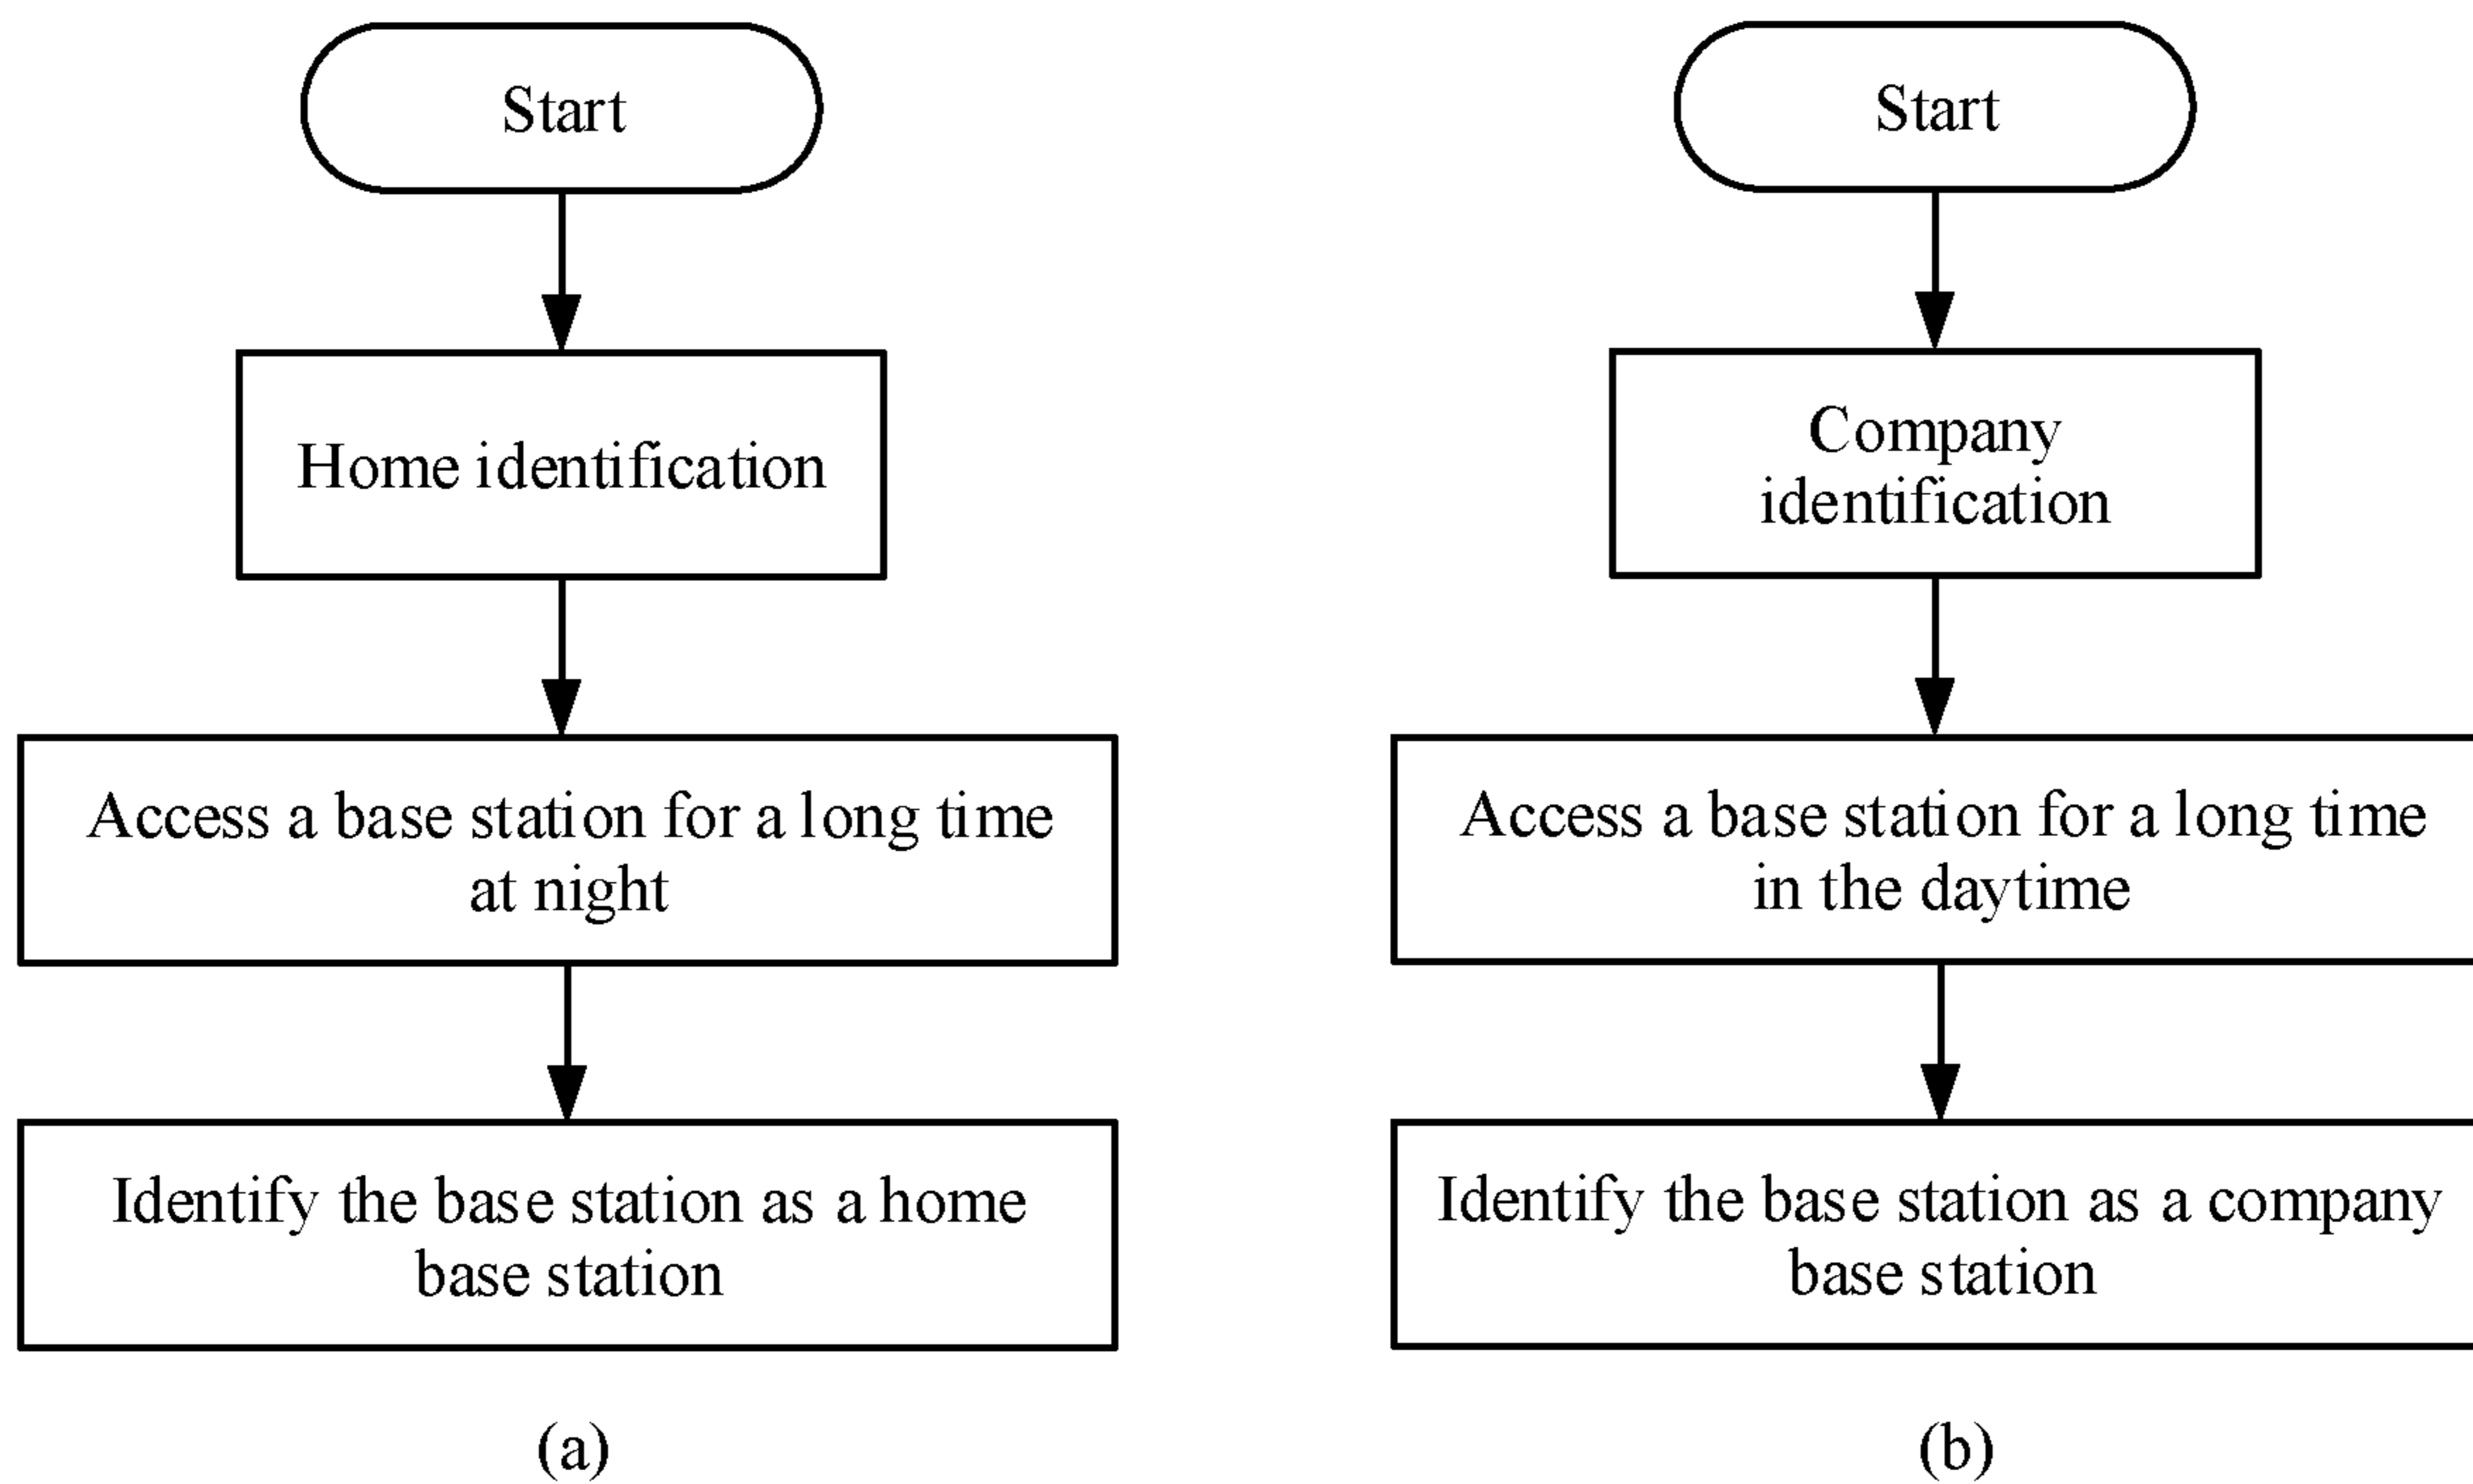 Start
Home identification
Access a base station for a long time
at night
Identify the base station as a home
base station
(a)
Start
Company
identification
Access a base station for a long time
in the daytime
Identify the base station as a company
base station
(b)